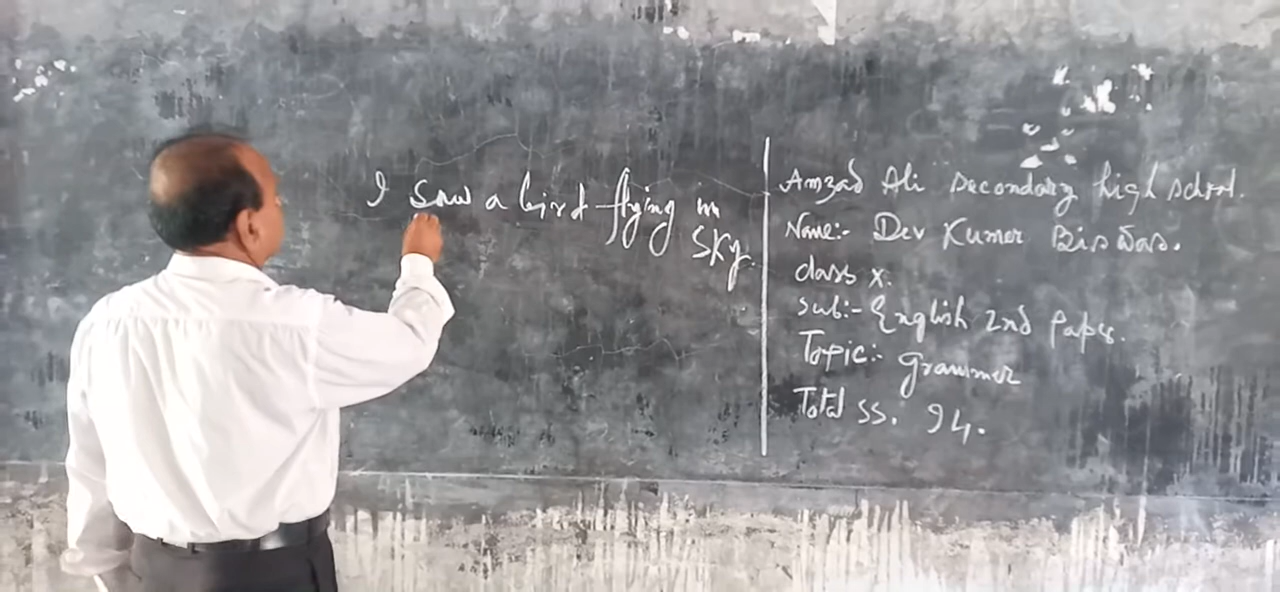 I saw a bird flying in
sky.
Amzad Ali secondary high school.
Name:- Dev Kumar Biswas.
class X.
Sub:- English 2nd Paper.
Topic:- Grammer
Total SS. 94.